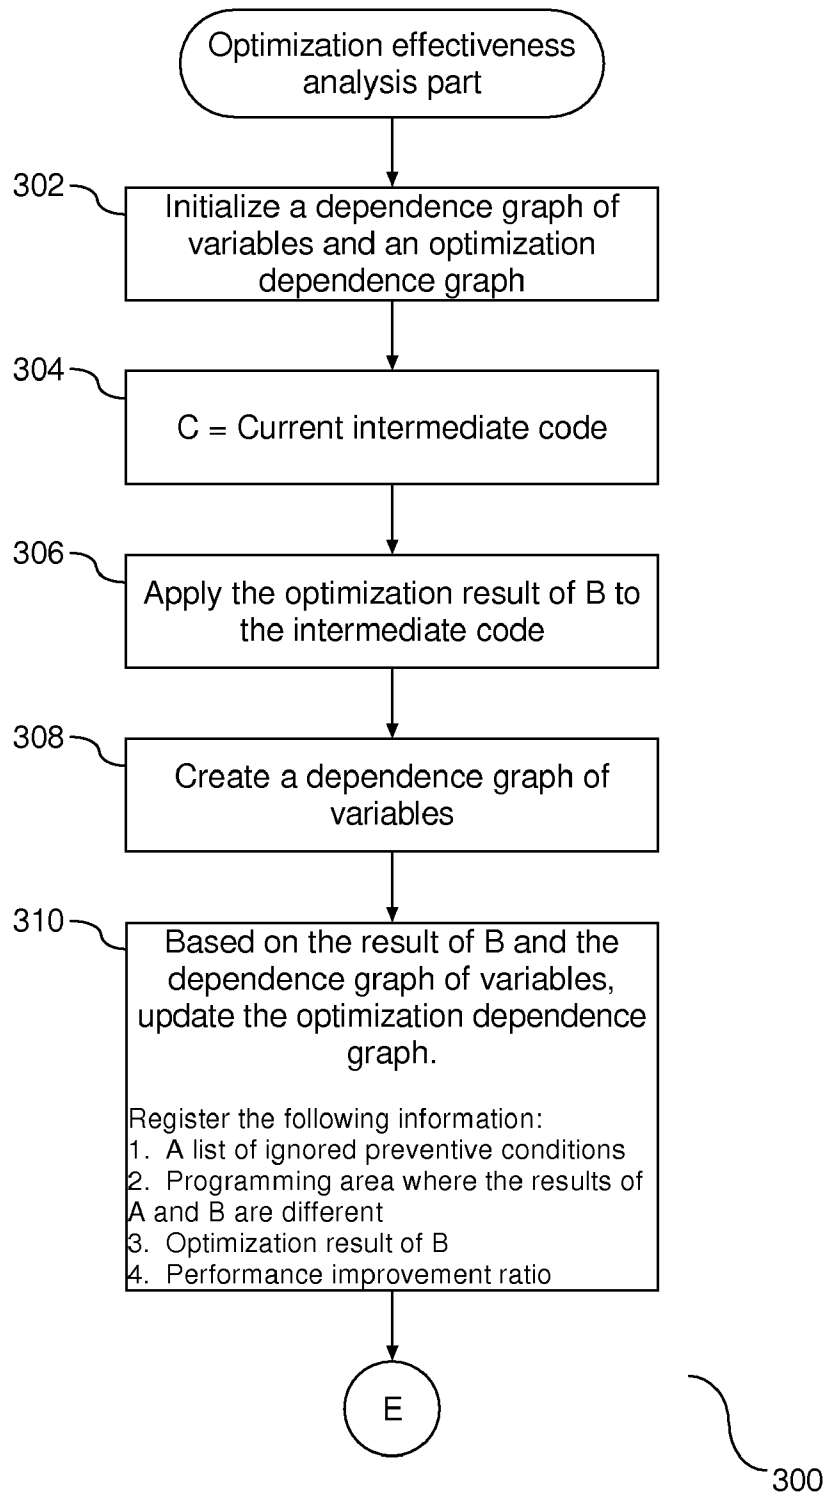 Optimization effectiveness
analysis part
302
Initialize a dependence graph of
variables and an optimization
dependence graph
304
C = Current intermediate code
306
Apply the optimization result of B to
the intermediate code
308
Create a dependence graph of
variables
310
Based on the result of B and the
dependence graph of variables,
update the optimization dependence
graph.
Register the following information:
1. A list of ignored preventive conditions
2. Programming area where the results of
A and B are different
3. Optimization result of B
4. Performance improvement ratio
E
300